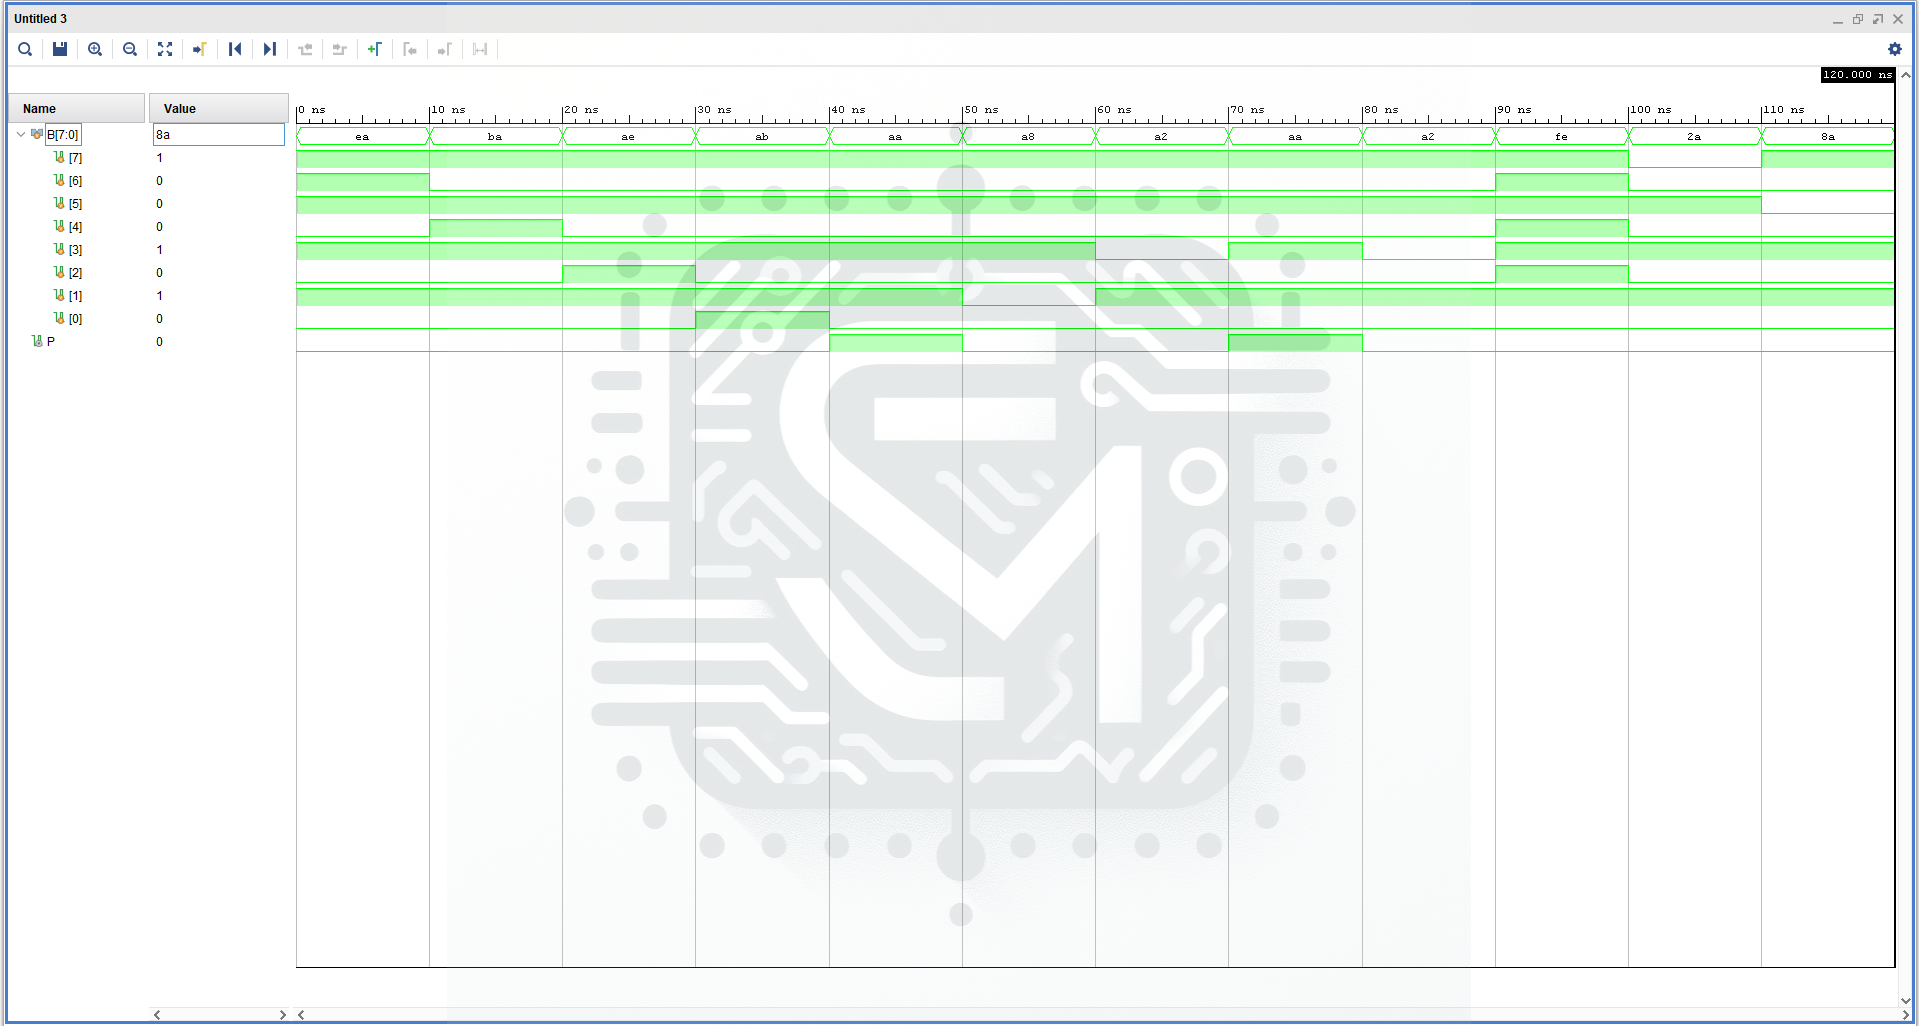 Untitled 3
120.000 ns
Name Value
0 ns 10 ns 20 ns 30 ns 40 ns 50 ns 60 ns 70 ns 80 ns 90 ns 100 ns 110 ns
B[7:0] 8a ea ba ae ab aa a8 a2 aa a2 fe 2a 8a
[7] 1
[6] 0
[5] 0
[4] 0
[3] 1
[2] 0
[1] 1
[0] 0
P 0